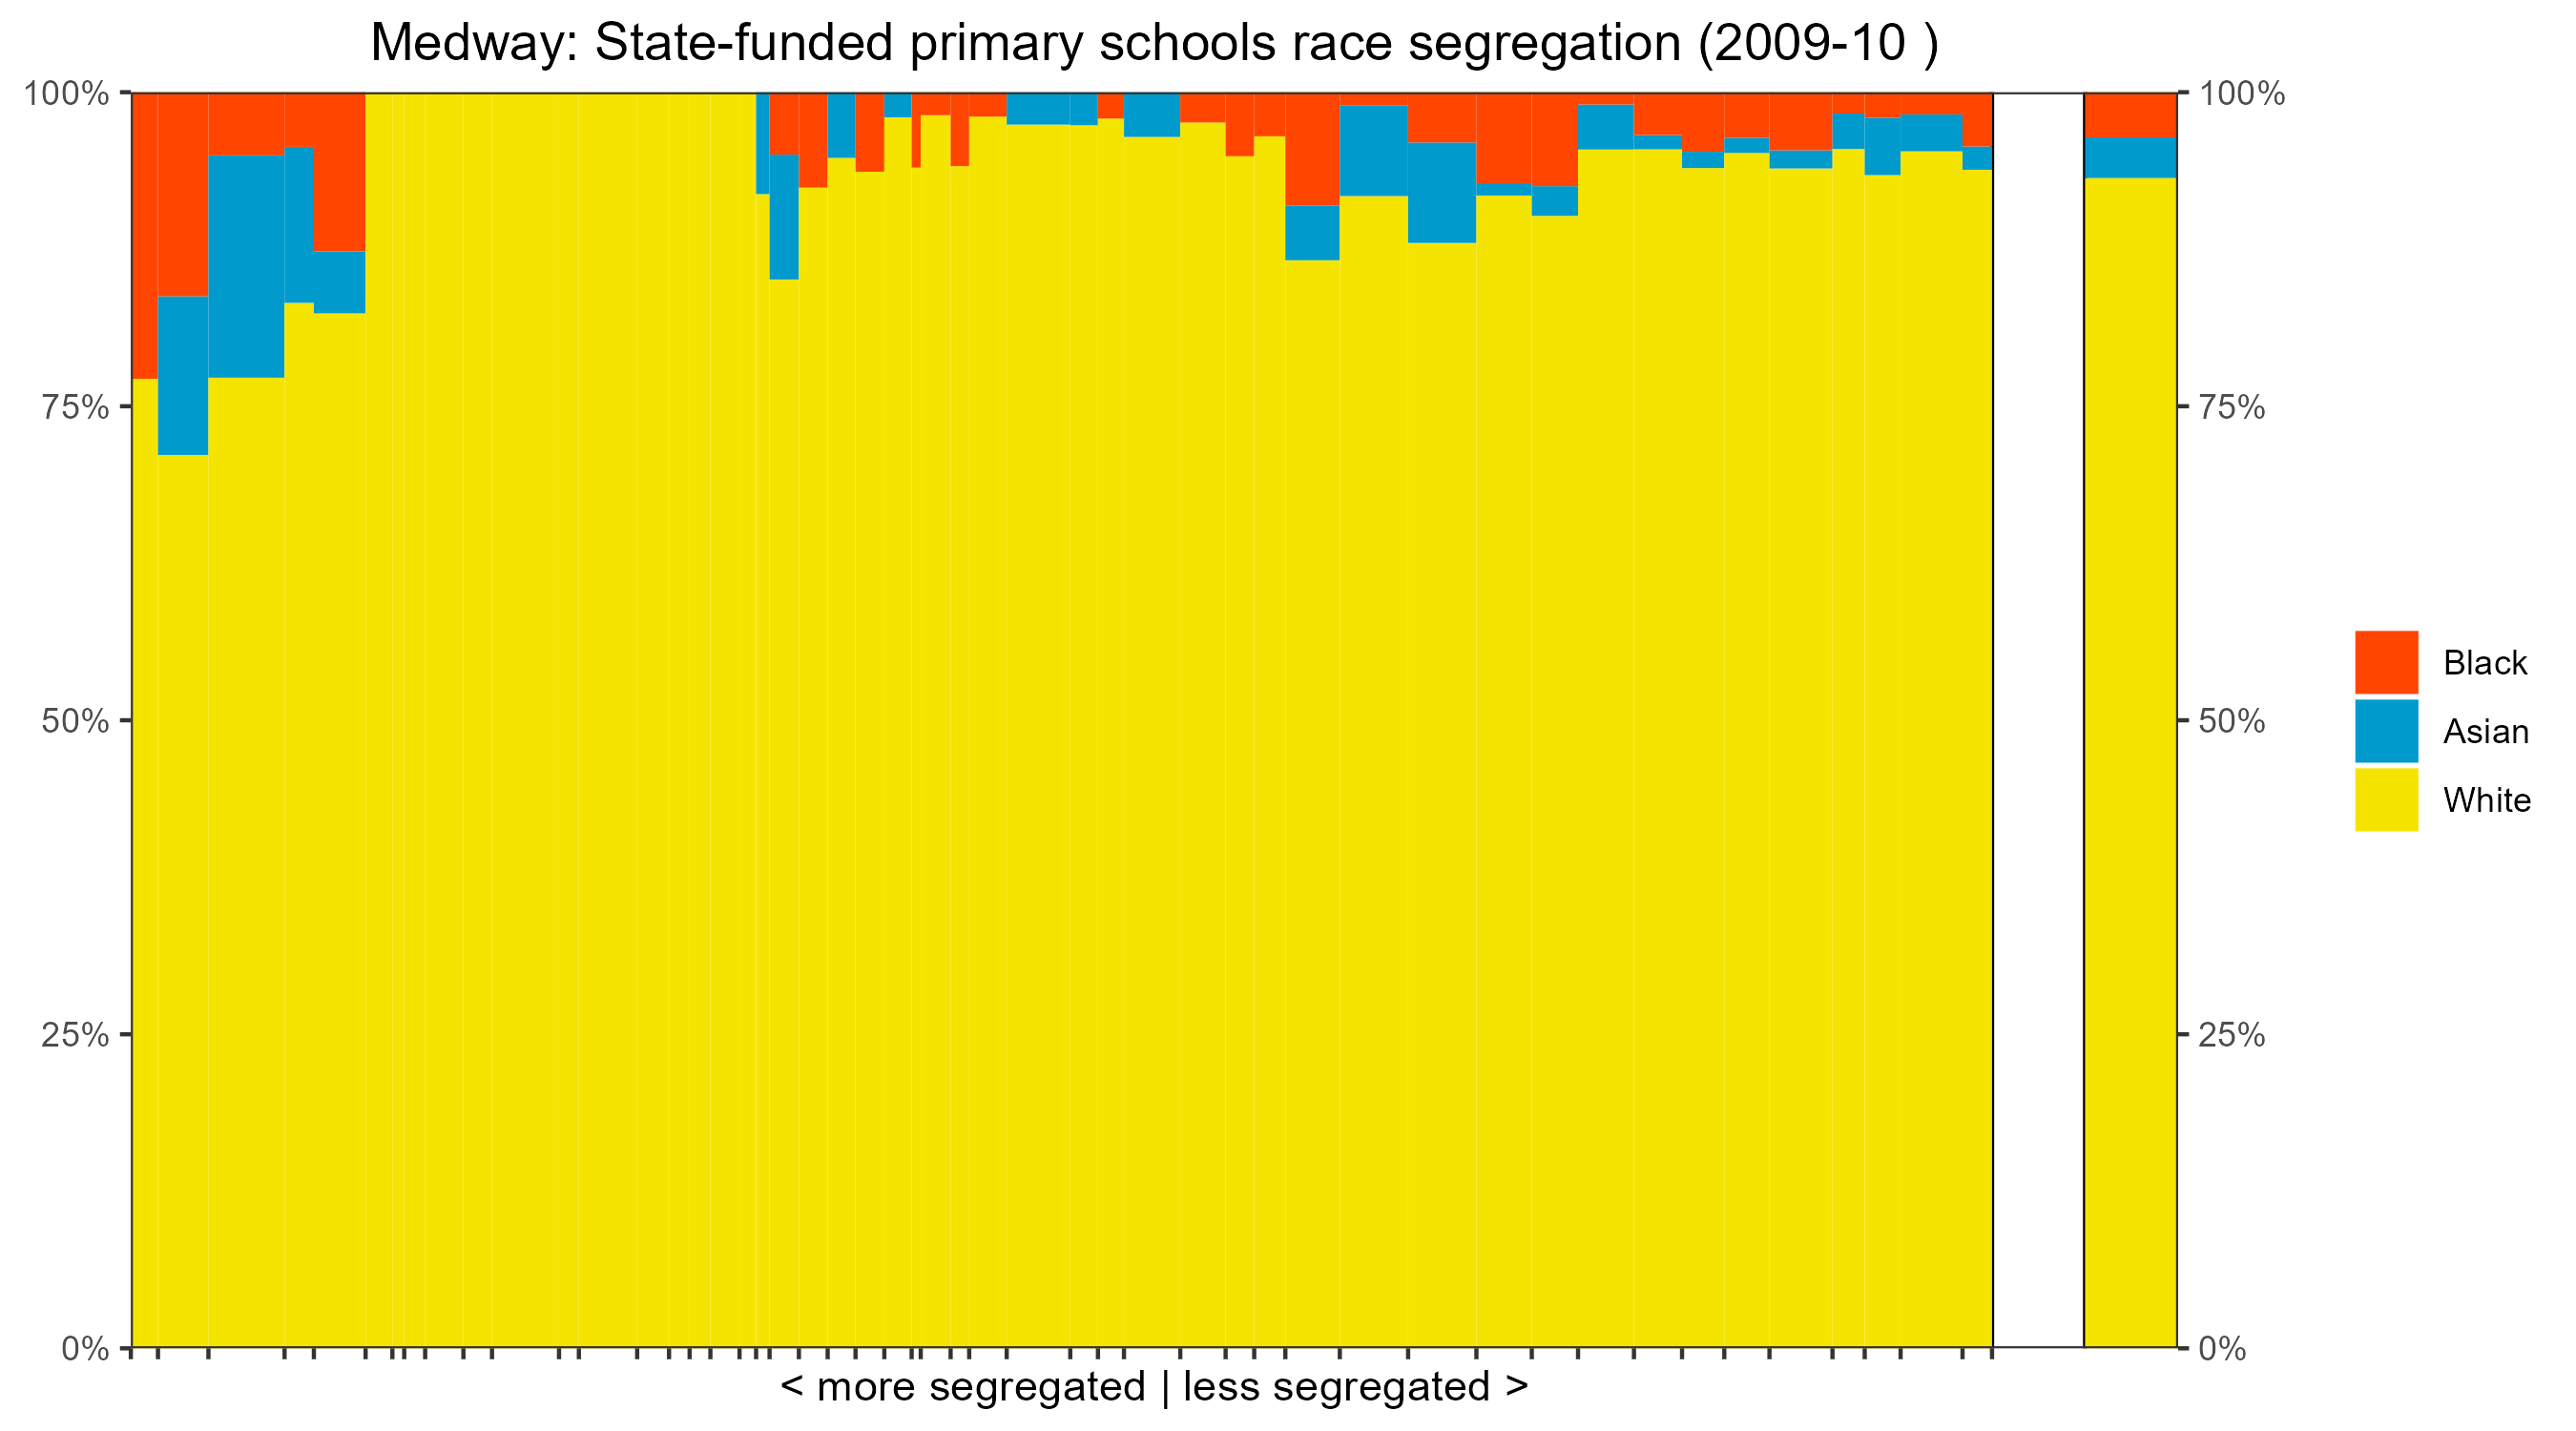 Medway: State-funded primary schools race segregation (2009-10 )
100%
75%
50%
25%
0%
100%
75%
50%
25%
0%
Black
Asian
White
< more segregated | less segregated >